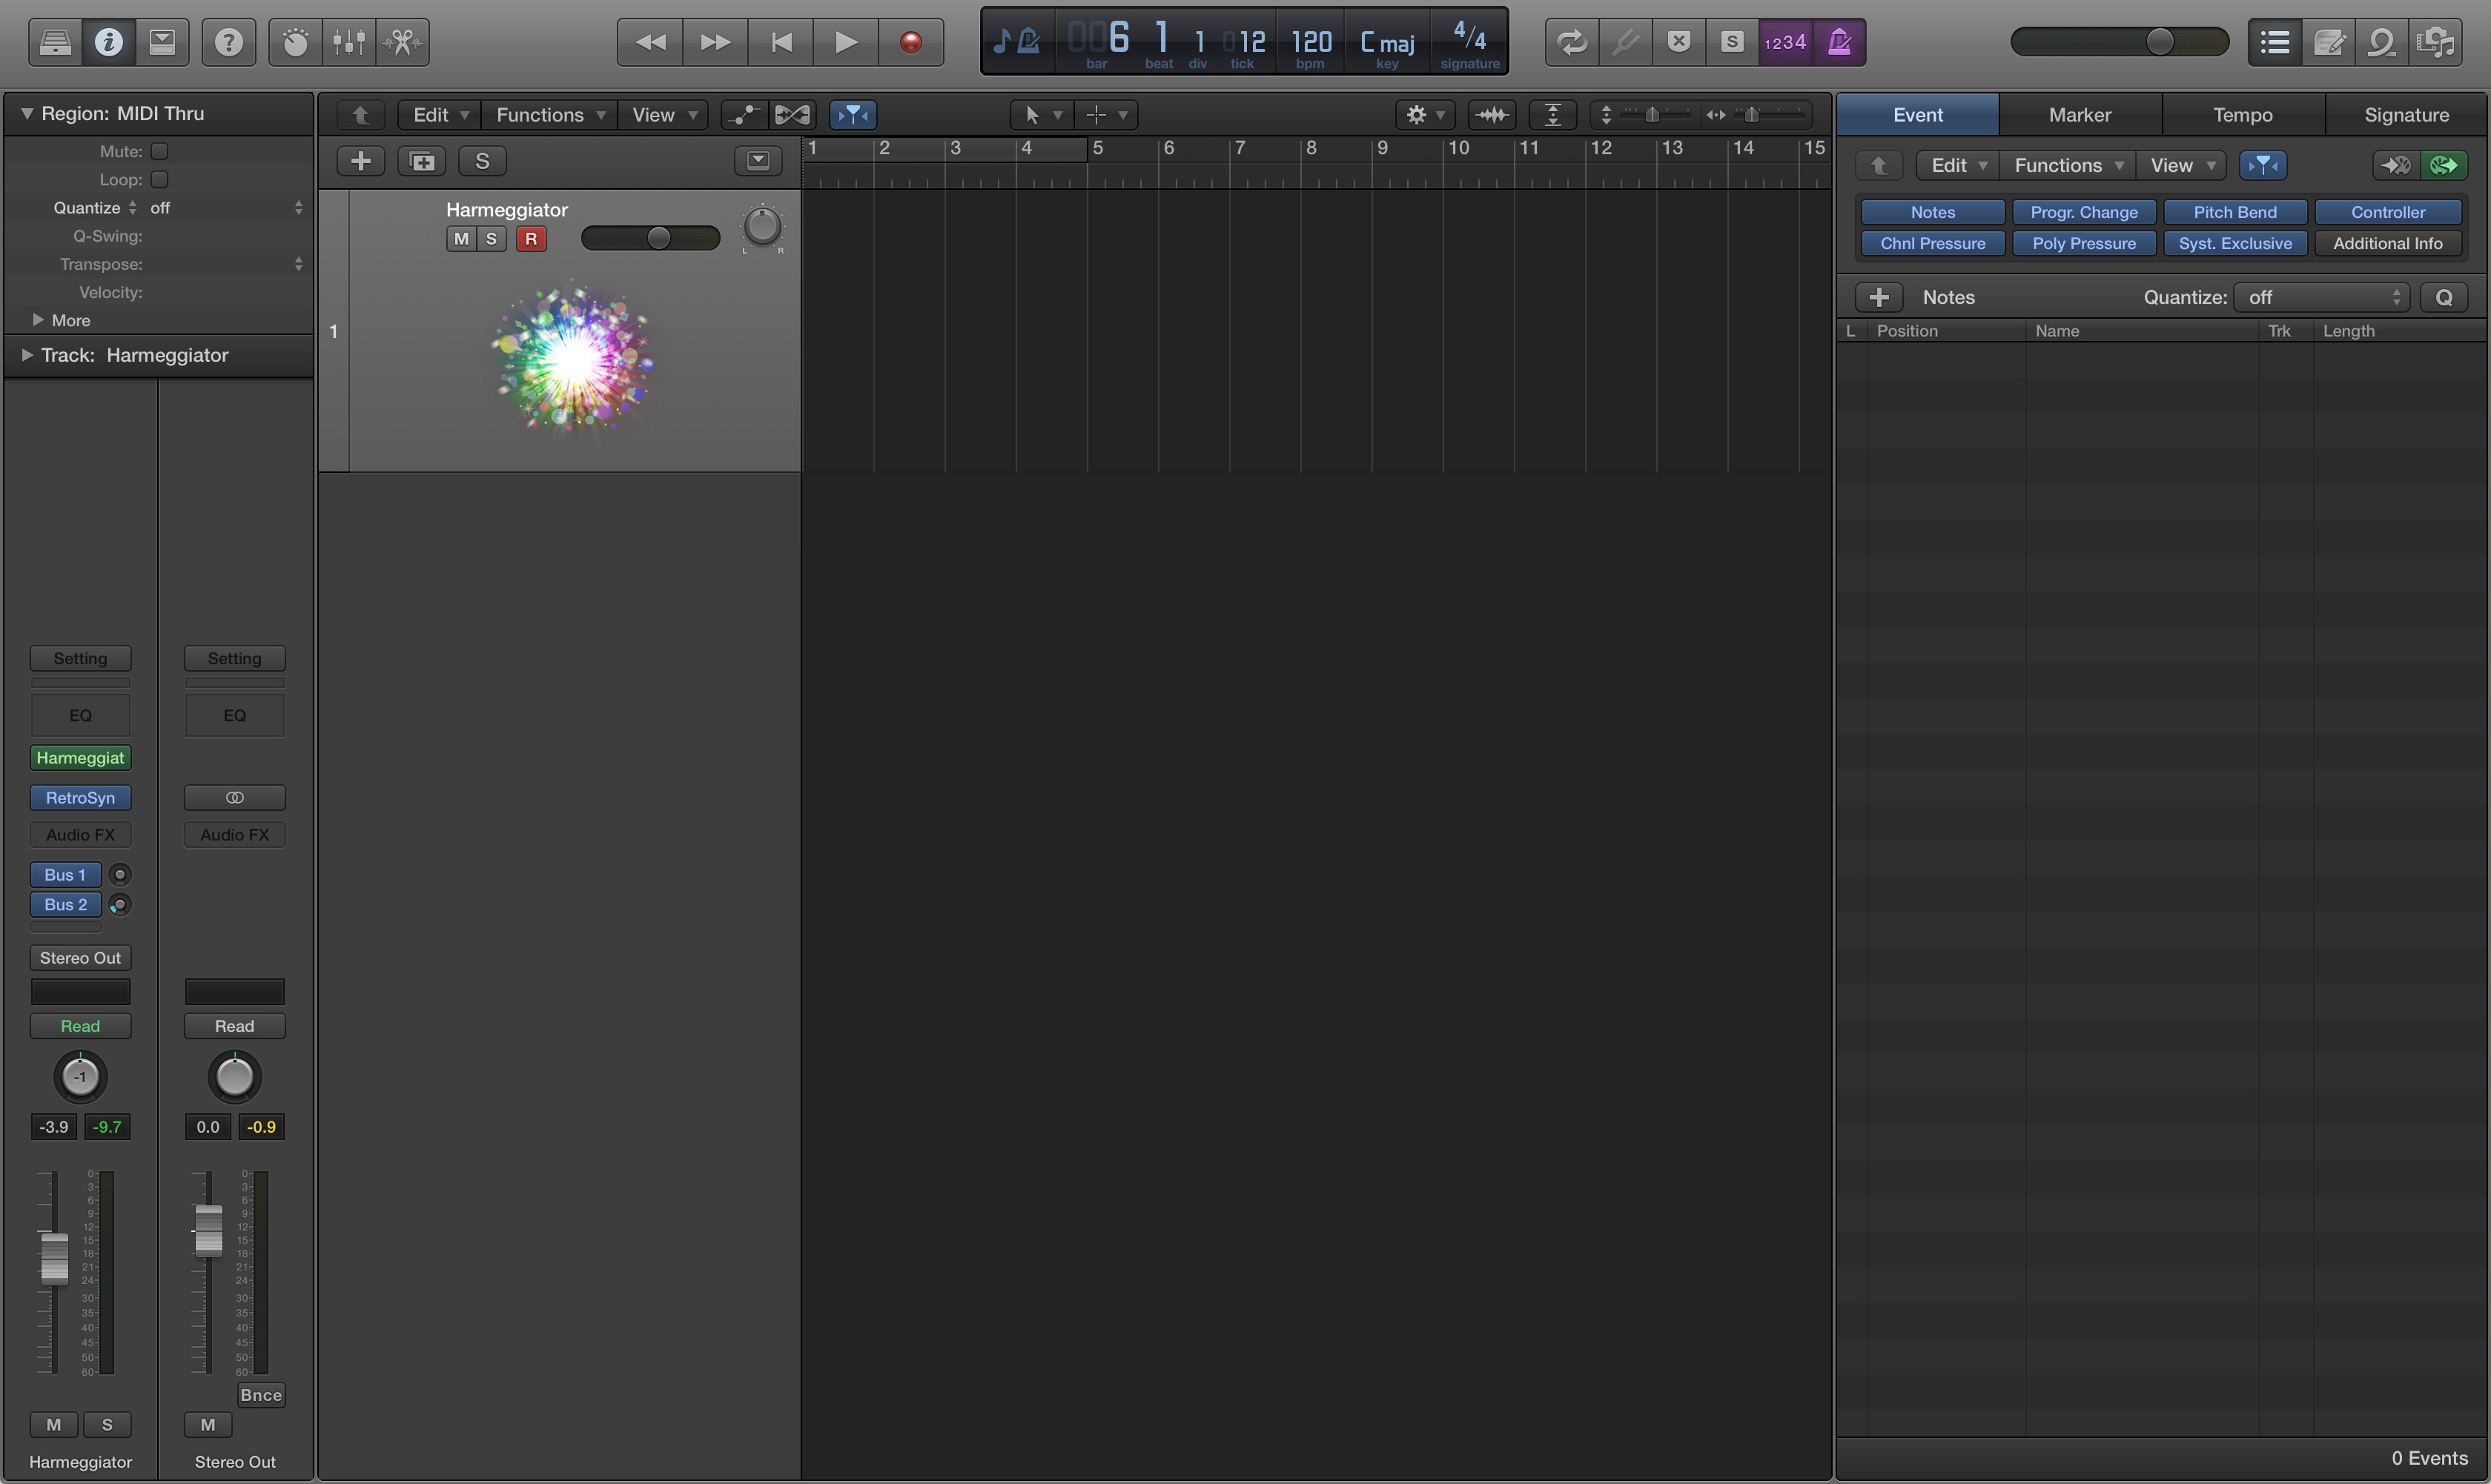 006 1 1 012 120 C maj 4/4
bar beat div tick bpm key signature
S 1234
Region: MIDI Thru
Mute:
Loop:
Quantize off
Q-Swing:
Transpose:
Velocity:
More
Track: Harmeggiator
Edit Functions View
S
1 2 3 4 5 6 7 8 9 10 11 12 13 14 15
1
Harmeggiator
M S R
L R
Event Marker Tempo Signature
Edit Functions View
Notes Progr. Change Pitch Bend Controller
Chnl Pressure Poly Pressure Syst. Exclusive Additional Info
Notes Quantize: off Q
L Position Name Trk Length
Setting Setting
EQ EQ
Harmeggiat
RetroSyn
Audio FX Audio FX
Bus 1
Bus 2
Stereo Out
Read Read
-1
-3.9 -9.7 0.0 -0.9
0 0
3 3
6 6
9 9
12 12
15 15
18 18
21 21
24 24
30 30
35 35
40 40
45 45
50 50
60 60
Bnce
M S M
Harmeggiator Stereo Out
0 Events